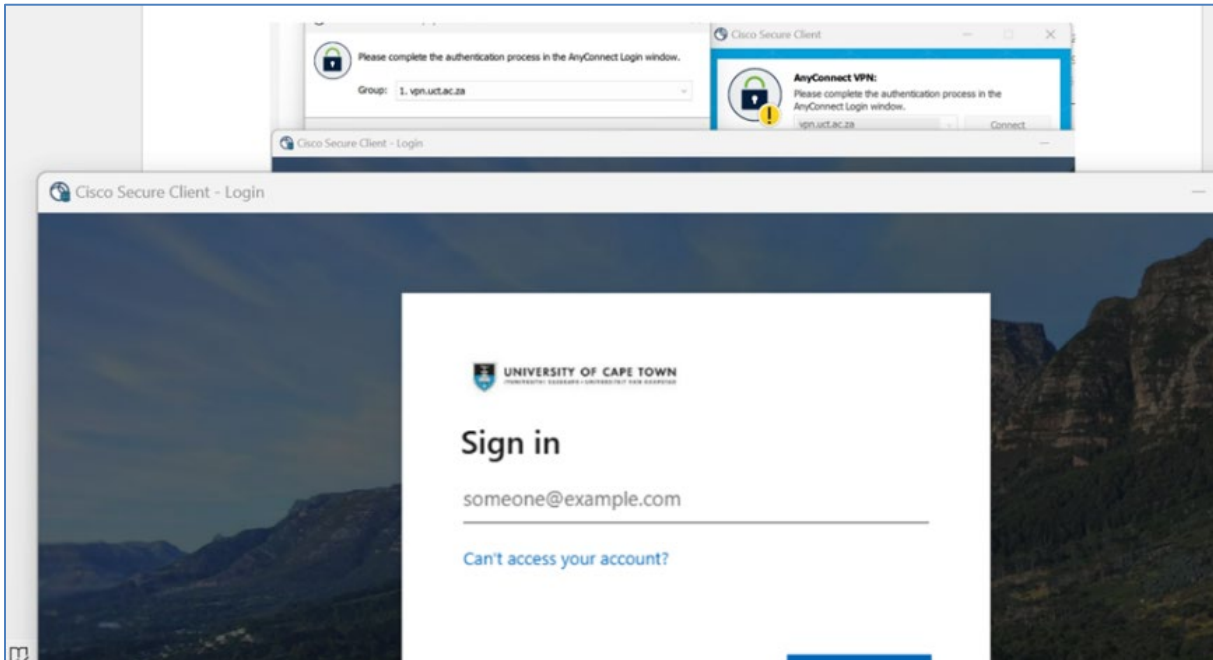 Please complete the authentication process in the AnyConnect Login window.
Group: 1. vpn.uct.ac.za
Cisco Secure Client
AnyConnect VPN:
Please complete the authentication process in the
AnyConnect Login window.
vpn.uct.ac.za Connect
Cisco Secure Client - Login
Cisco Secure Client - Login
UNIVERSITY OF CAPE TOWN
Sign in
someone@example.com
Can't access your account?